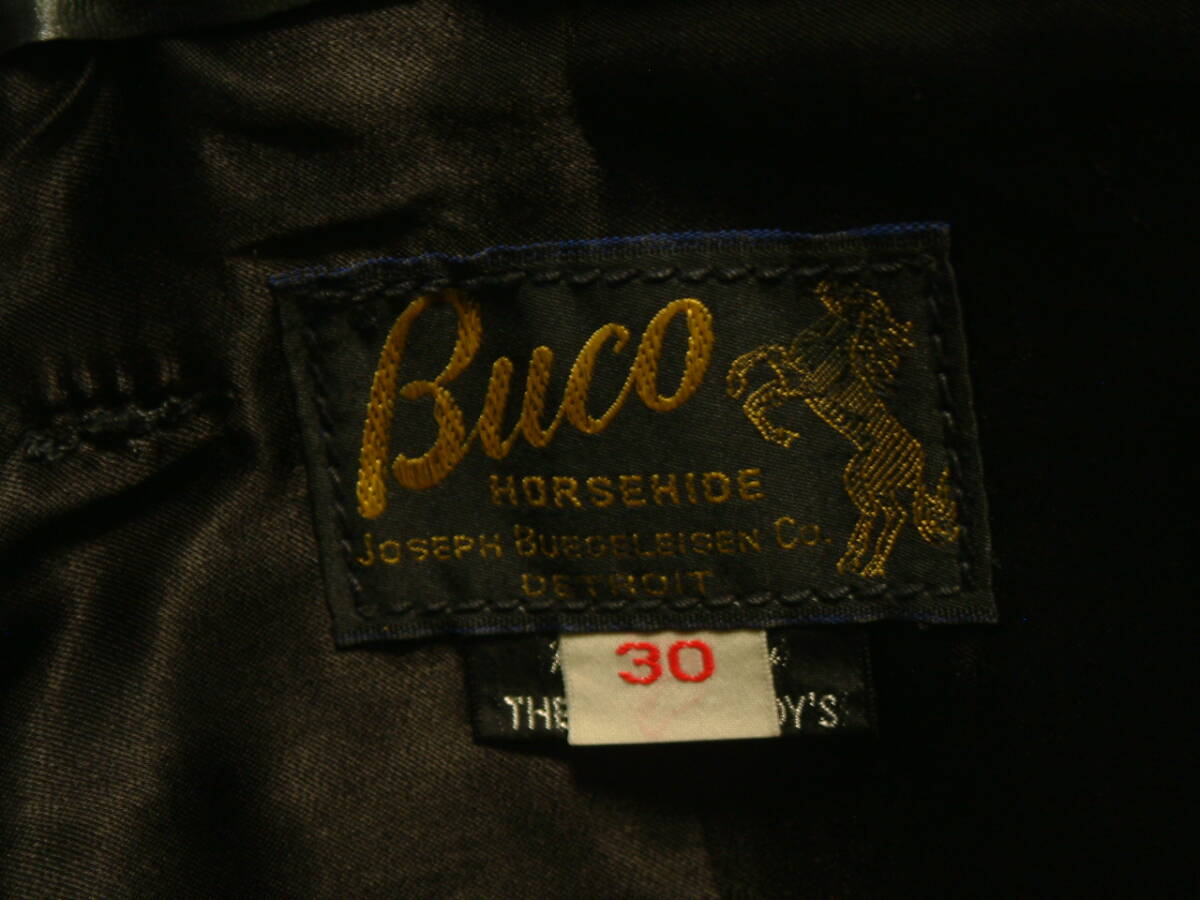 Buco
HORSEHIDE
JOSEPH BUEGELEISEN CO.
DETROIT
30
THE OY'S